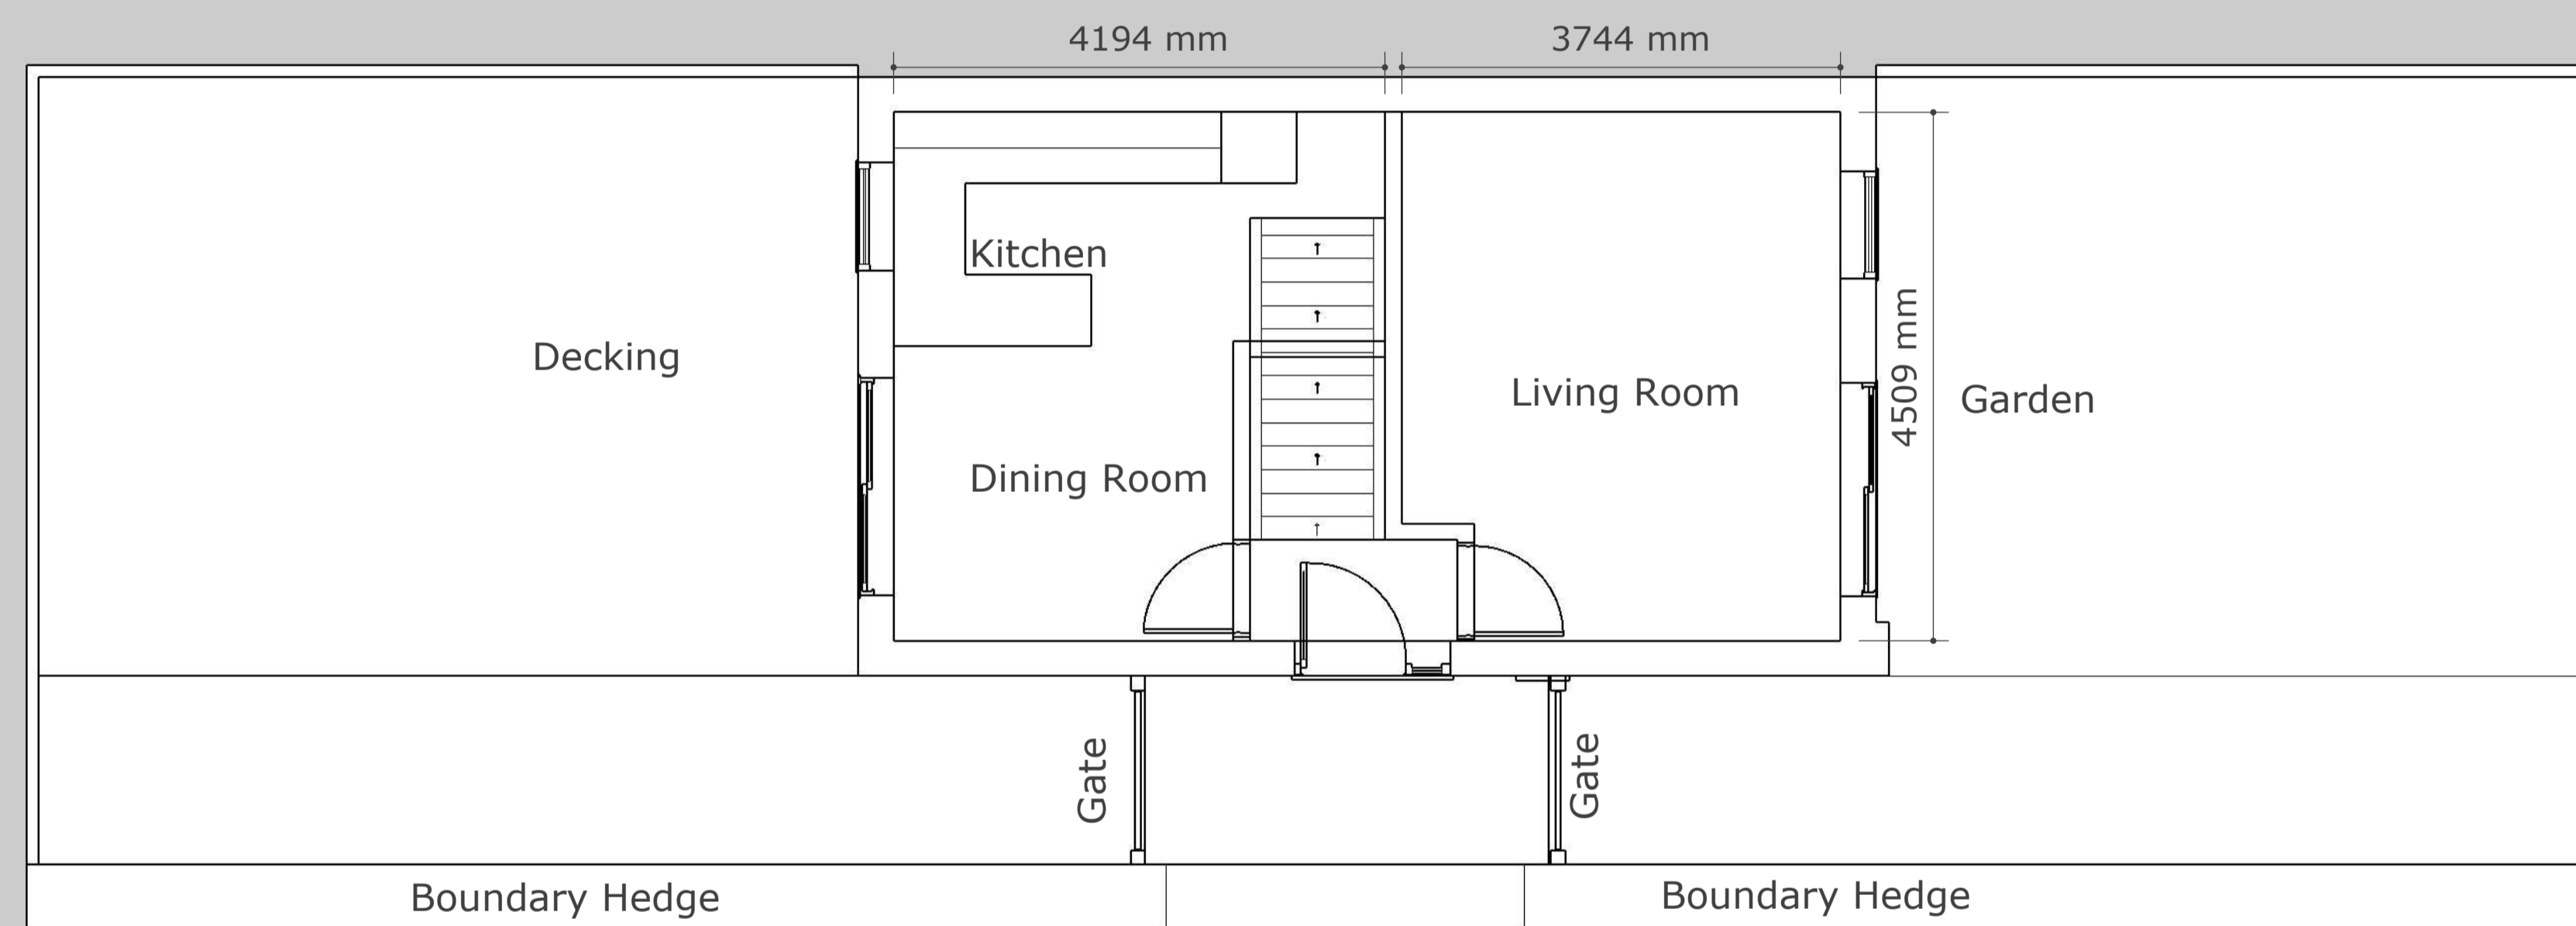 4194 mm
3744 mm
Kitchen
Decking
Living Room
4509 mm
Garden
Dining Room
Gate
Gate
Boundary Hedge
Boundary Hedge